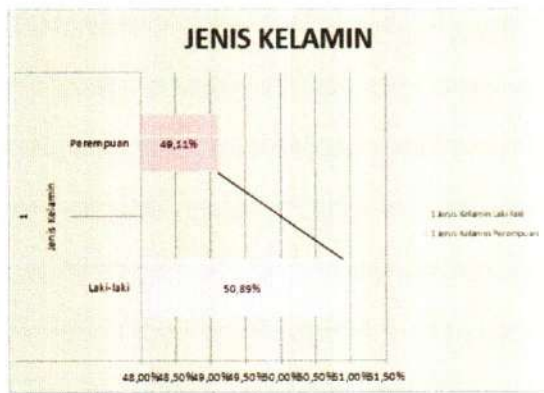 JENIS KELAMIN
Perempuan
49,11%
1
Jenis Kelamin
Laki-laki
50,89%
1 Jenis Kelamin Laki-laki
1 Jenis Kelamin Perempuan
48,00% 48,50% 49,00% 49,50% 50,00% 50,50% 51,00% 51,50%